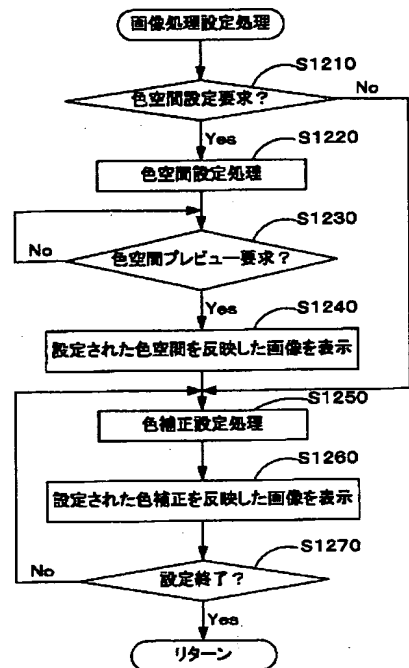 画像処理設定処理
S1210
色空間設定要求？
No
Yes
S1220
色空間設定処理
S1230
色空間プレビュー要求？
No
Yes
S1240
設定された色空間を反映した画像を表示
S1250
色補正設定処理
S1260
設定された色補正を反映した画像を表示
S1270
設定終了？
No
Yes
リターン